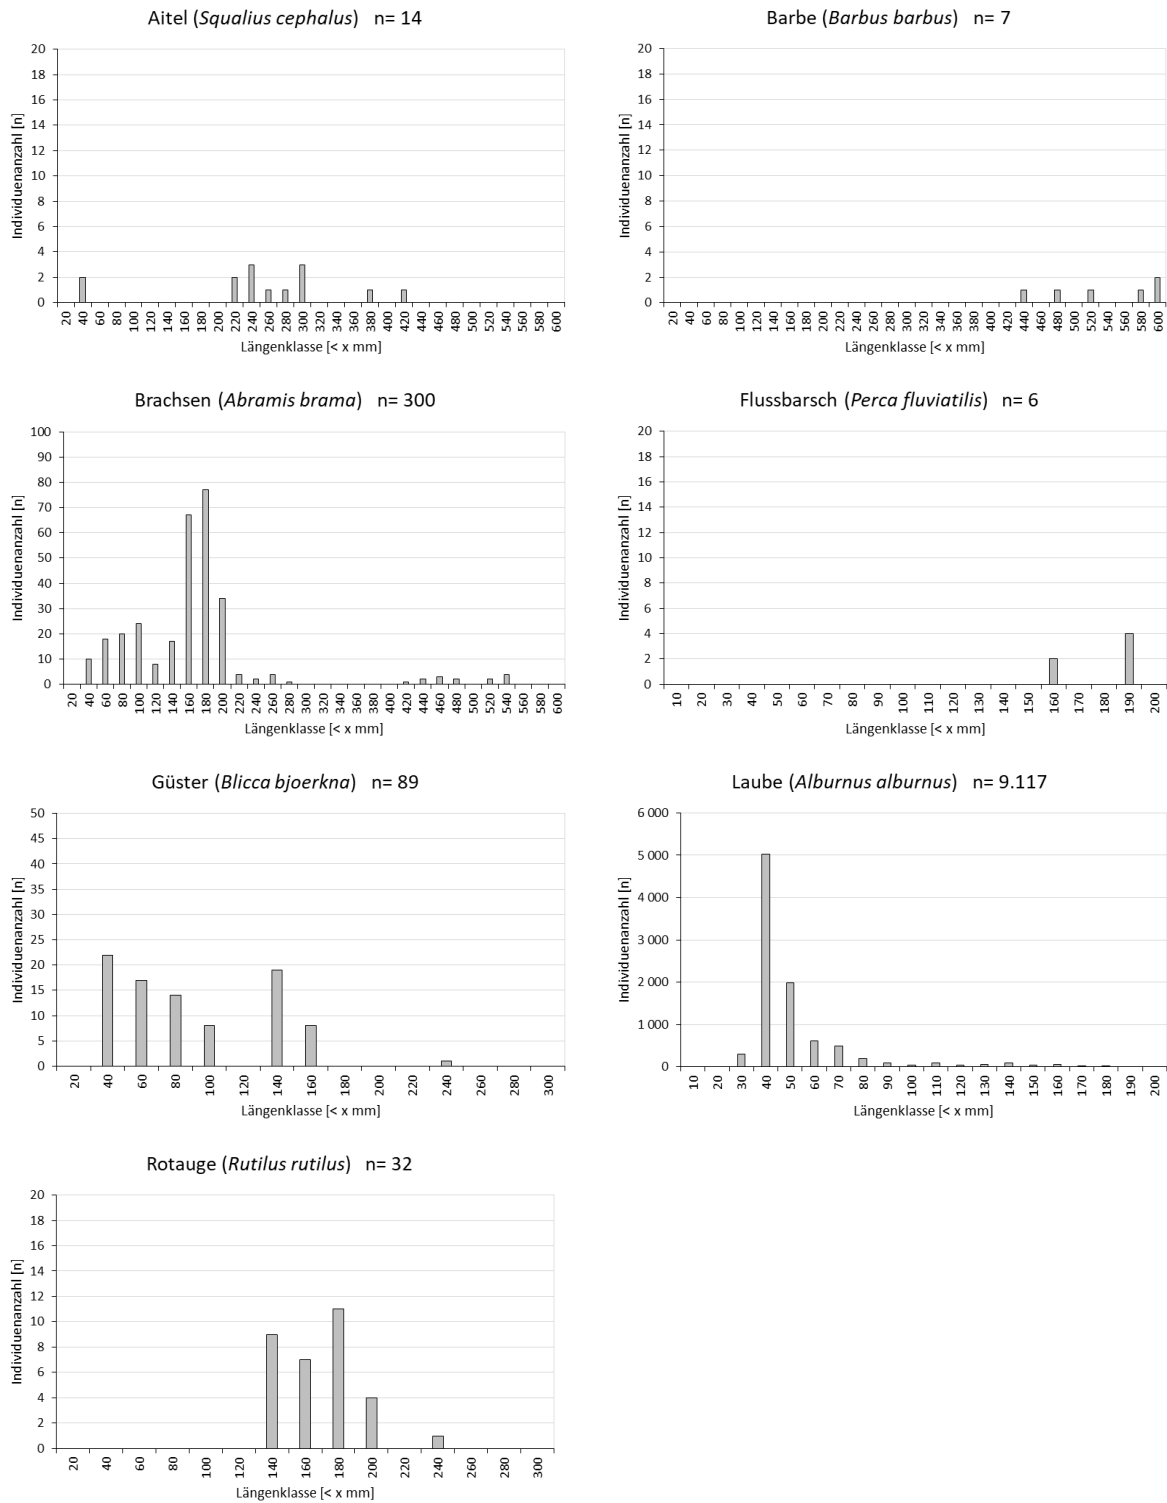 Aitel (Squalius cephalus) n= 14
Individuenanzahl [n]
20
18
16
14
12
10
8
6
4
2
0
20 40 60 80 100 120 140 160 180 200 220 240 260 280 300 320 340 360 380 400 420 440 460 480 500 520 540 560 580 600
Längenklasse [< x mm]
Barbe (Barbus barbus) n= 7
Individuenanzahl [n]
20
18
16
14
12
10
8
6
4
2
0
20 40 60 80 100 120 140 160 180 200 220 240 260 280 300 320 340 360 380 400 420 440 460 480 500 520 540 560 580 600
Längenklasse [< x mm]
Brachsen (Abramis brama) n= 300
Individuenanzahl [n]
100
90
80
70
60
50
40
30
20
10
0
20 40 60 80 100 120 140 160 180 200 220 240 260 280 300 320 340 360 380 400 420 440 460 480 500 520 540 560 580 600
Längenklasse [< x mm]
Flussbarsch (Perca fluviatilis) n= 6
Individuenanzahl [n]
20
18
16
14
12
10
8
6
4
2
0
10 20 30 40 50 60 70 80 90 100 110 120 130 140 150 160 170 180 190 200
Längenklasse [< x mm]
Güster (Blicca bjoerkna) n= 89
Individuenanzahl [n]
50
45
40
35
30
25
20
15
10
5
0
20 40 60 80 100 120 140 160 180 200 220 240 260 280 300
Längenklasse [< x mm]
Laube (Alburnus alburnus) n= 9.117
Individuenanzahl [n]
6 000
5 000
4 000
3 000
2 000
1 000
0
10 20 30 40 50 60 70 80 90 100 110 120 130 140 150 160 170 180 190 200
Längenklasse [< x mm]
Rotauge (Rutilus rutilus) n= 32
Individuenanzahl [n]
20
18
16
14
12
10
8
6
4
2
0
20 40 60 80 100 120 140 160 180 200 220 240 260 280 300
Längenklasse [< x mm]